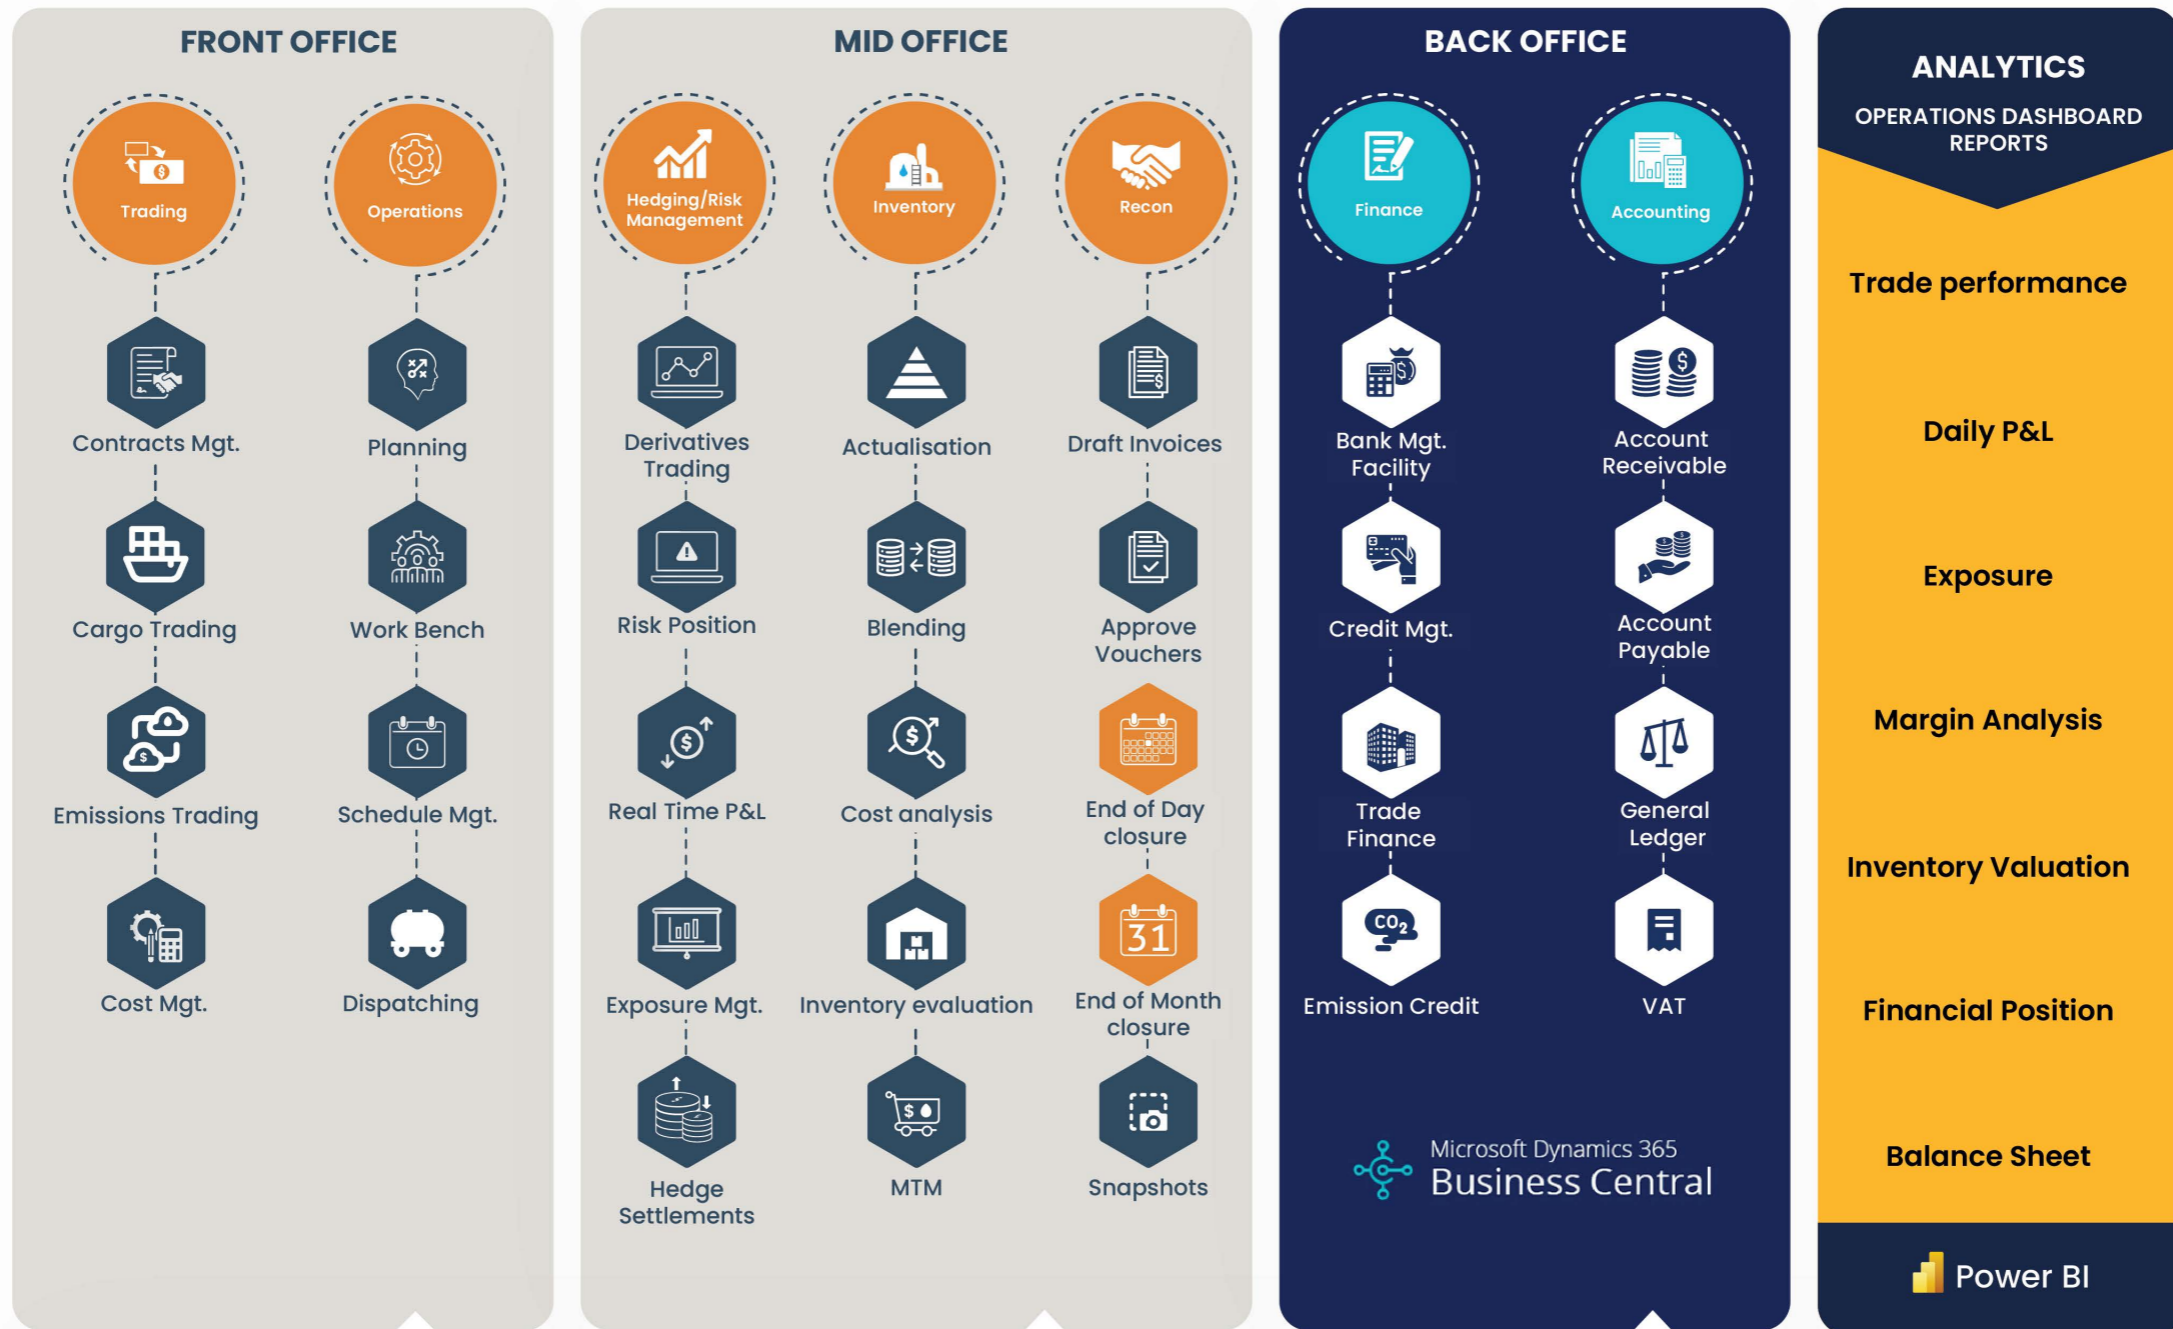 FRONT OFFICE
Trading
Operations
Contracts Mgt.
Planning
Cargo Trading
Work Bench
Emissions Trading
Schedule Mgt.
Cost Mgt.
Dispatching
MID OFFICE
Hedging/Risk
Management
Inventory
Recon
Derivatives
Trading
Actualisation
Draft Invoices
Risk Position
Blending
Approve
Vouchers
Real Time P&L
Cost analysis
End of Day
closure
31
Exposure Mgt.
Inventory evaluation
End of Month
closure
Hedge
Settlements
MTM
Snapshots
BACK OFFICE
Finance
Accounting
Bank Mgt.
Facility
Account
Receivable
Credit Mgt.
Account
Payable
Trade
Finance
General
Ledger
CO2
Emission Credit
VAT
Microsoft Dynamics 365
Business Central
ANALYTICS
OPERATIONS DASHBOARD
REPORTS
Trade performance
Daily P&L
Exposure
Margin Analysis
Inventory Valuation
Financial Position
Balance Sheet
Power BI